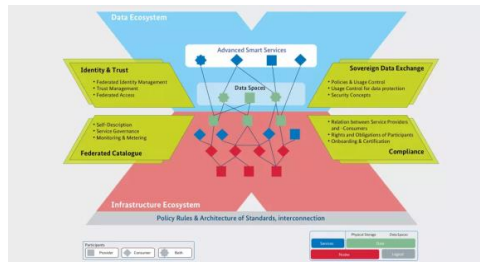 Data Ecosystem
Advanced Smart Services
Identity & Trust
• Federated Identity Management
• Trust Management
• Federated Access
Sovereign Data Exchange
• Policies & Usage Control
• Usage Control for data protection
• Security Concepts
Data Spaces
• Self-Description
• Service Governance
• Monitoring & Metering
Federated Catalogue
• Relation between Service Providers
and -Consumers
• Rights and Obligations of Participants
• Onboarding & Certification
Compliance
Infrastructure Ecosystem
Policy Rules & Architecture of Standards, interconnection
Participants
Provider
Consumer
Both
Physical Storage
Data Spaces
Service
Data
Nodes